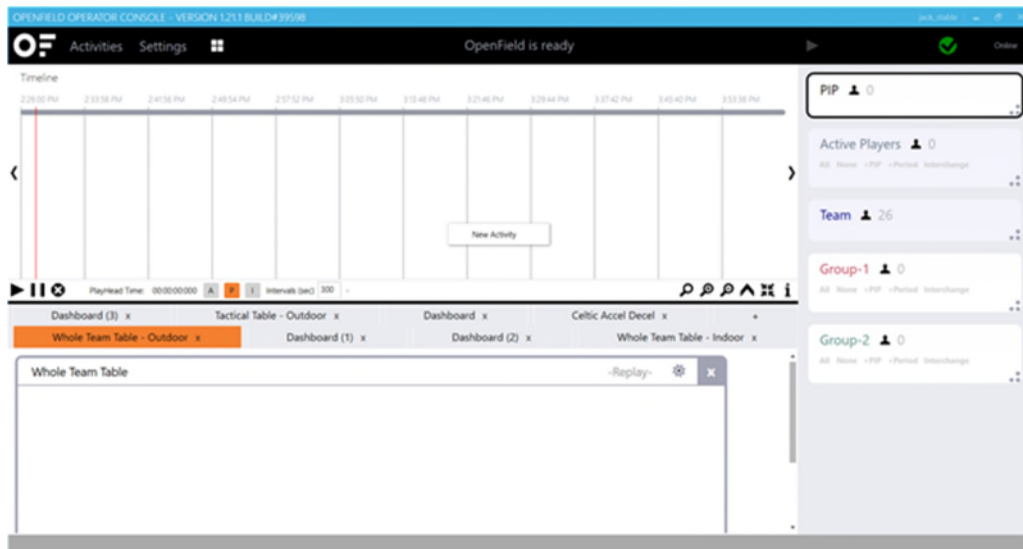 OPENFIELD OPERATOR CONSOLE - VERSION 1.21.1 BUILD#39598
jack_stable
OF Activities Settings OpenField is ready Online
Timeline
2:26:00 PM 2:33:58 PM 2:41:56 PM 2:49:54 PM 2:57:52 PM 3:05:50 PM 3:13:48 PM 3:21:46 PM 3:29:44 PM 3:37:42 PM 3:45:40 PM 3:53:38 PM
New Activity
PlayHead Time: 00:00:00:000 A P I Intervals (sec) 300
Dashboard (3) x Tactical Table - Outdoor x Dashboard x Celtic Accel Decel x +
Whole Team Table - Outdoor x Dashboard (1) x Dashboard (2) x Whole Team Table - Indoor x
Whole Team Table -Replay- x
PIP 0
Active Players 0
All None +PIP +Period Interchange
Team 26
Group-1 0
All None +PIP +Period Interchange
Group-2 0
All None +PIP +Period Interchange